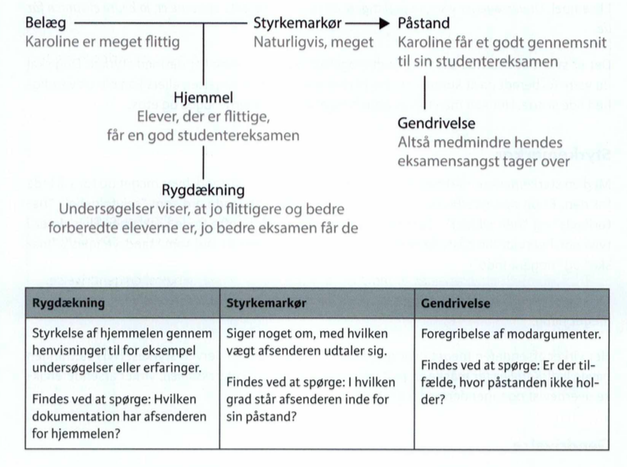 Belæg
Karoline er meget flittig
Styrkemarkør
Naturligvis, meget
Påstand
Karoline får et godt gennemsnit
til sin studentereksamen
Hjemmel
Elever, der er flittige,
får en god studentereksamen
Gendrivelse
Altså medmindre hendes
eksamensangst tager over
Rygdækning
Undersøgelser viser, at jo flittigere og bedre
forberedte eleverne er, jo bedre eksamen får de
Rygdækning
Styrkelse af hjemmelen gennem
henvisninger til for eksempel
undersøgelser eller erfaringer.
Findes ved at spørge: Hvilken
dokumentation har afsenderen
for hjemmelen?
Styrkemarkør
Siger noget om, med hvilken
vægt afsenderen udtaler sig.
Findes ved at spørge: I hvilken
grad står afsenderen inde for
sin påstand?
Gendrivelse
Foregribelse af modargumenter.
Findes ved at spørge: Er der til-
fælde, hvor påstanden ikke hol-
der?